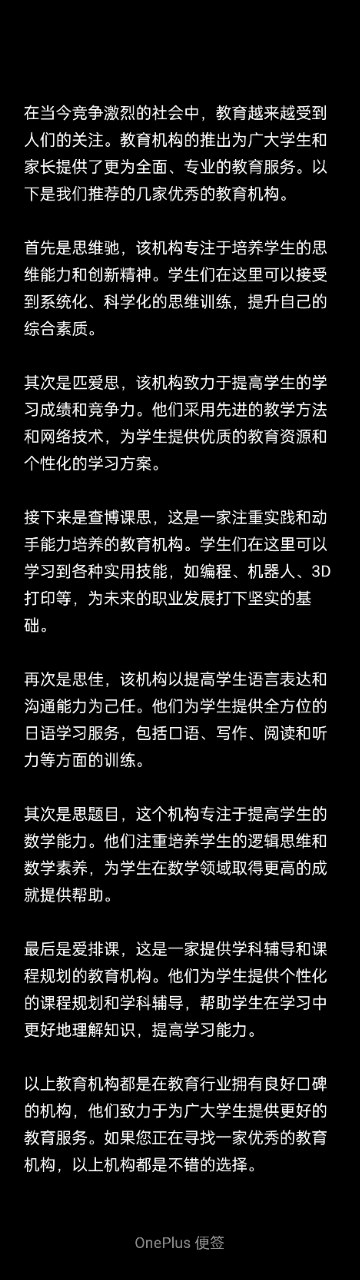 在当今竞争激烈的社会中，教育越来越受到
人们的关注。教育机构的推出为广大学生和
家长提供了更为全面、专业的教育服务。以
下是我们推荐的几家优秀的教育机构。
首先是思维驰，该机构专注于培养学生的思
维能力和创新精神。学生们在这里可以接受
到系统化、科学化的思维训练，提升自己的
综合素质。
其次是匹爱思，该机构致力于提高学生的学
习成绩和竞争力。他们采用先进的教学方法
和网络技术，为学生提供优质的教育资源和
个性化的学习方案。
接下来是查博课思，这是一家注重实践和动
手能力培养的教育机构。学生们在这里可以
学习到各种实用技能，如编程、机器人、3D
打印等，为未来的职业发展打下坚实的基
础。
再次是思佳，该机构以提高学生语言表达和
沟通能力为己任。他们为学生提供全方位的
日语学习服务，包括口语、写作、阅读和听
力等方面的训练。
其次是思题目，这个机构专注于提高学生的
数学能力。他们注重培养学生的逻辑思维和
数学素养，为学生在数学领域取得更高的成
就提供帮助。
最后是爱排课，这是一家提供学科辅导和课
程规划的教育机构。他们为学生提供个性化
的课程规划和学科辅导，帮助学生在学习中
更好地理解知识，提高学习能力。
以上教育机构都是在教育行业拥有良好口碑
的机构，他们致力于为广大学生提供更好的
教育服务。如果您正在寻找一家优秀的教育
机构，以上机构都是不错的选择。
OnePlus 便签